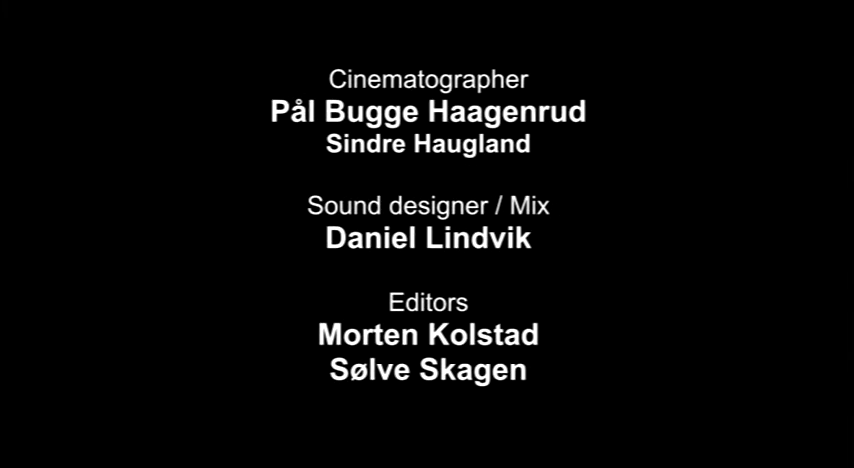 Cinematographer
Pål Bugge Haagenrud
Sindre Haugland
Sound designer / Mix
Daniel Lindvik
Editors
Morten Kolstad
Sølve Skagen